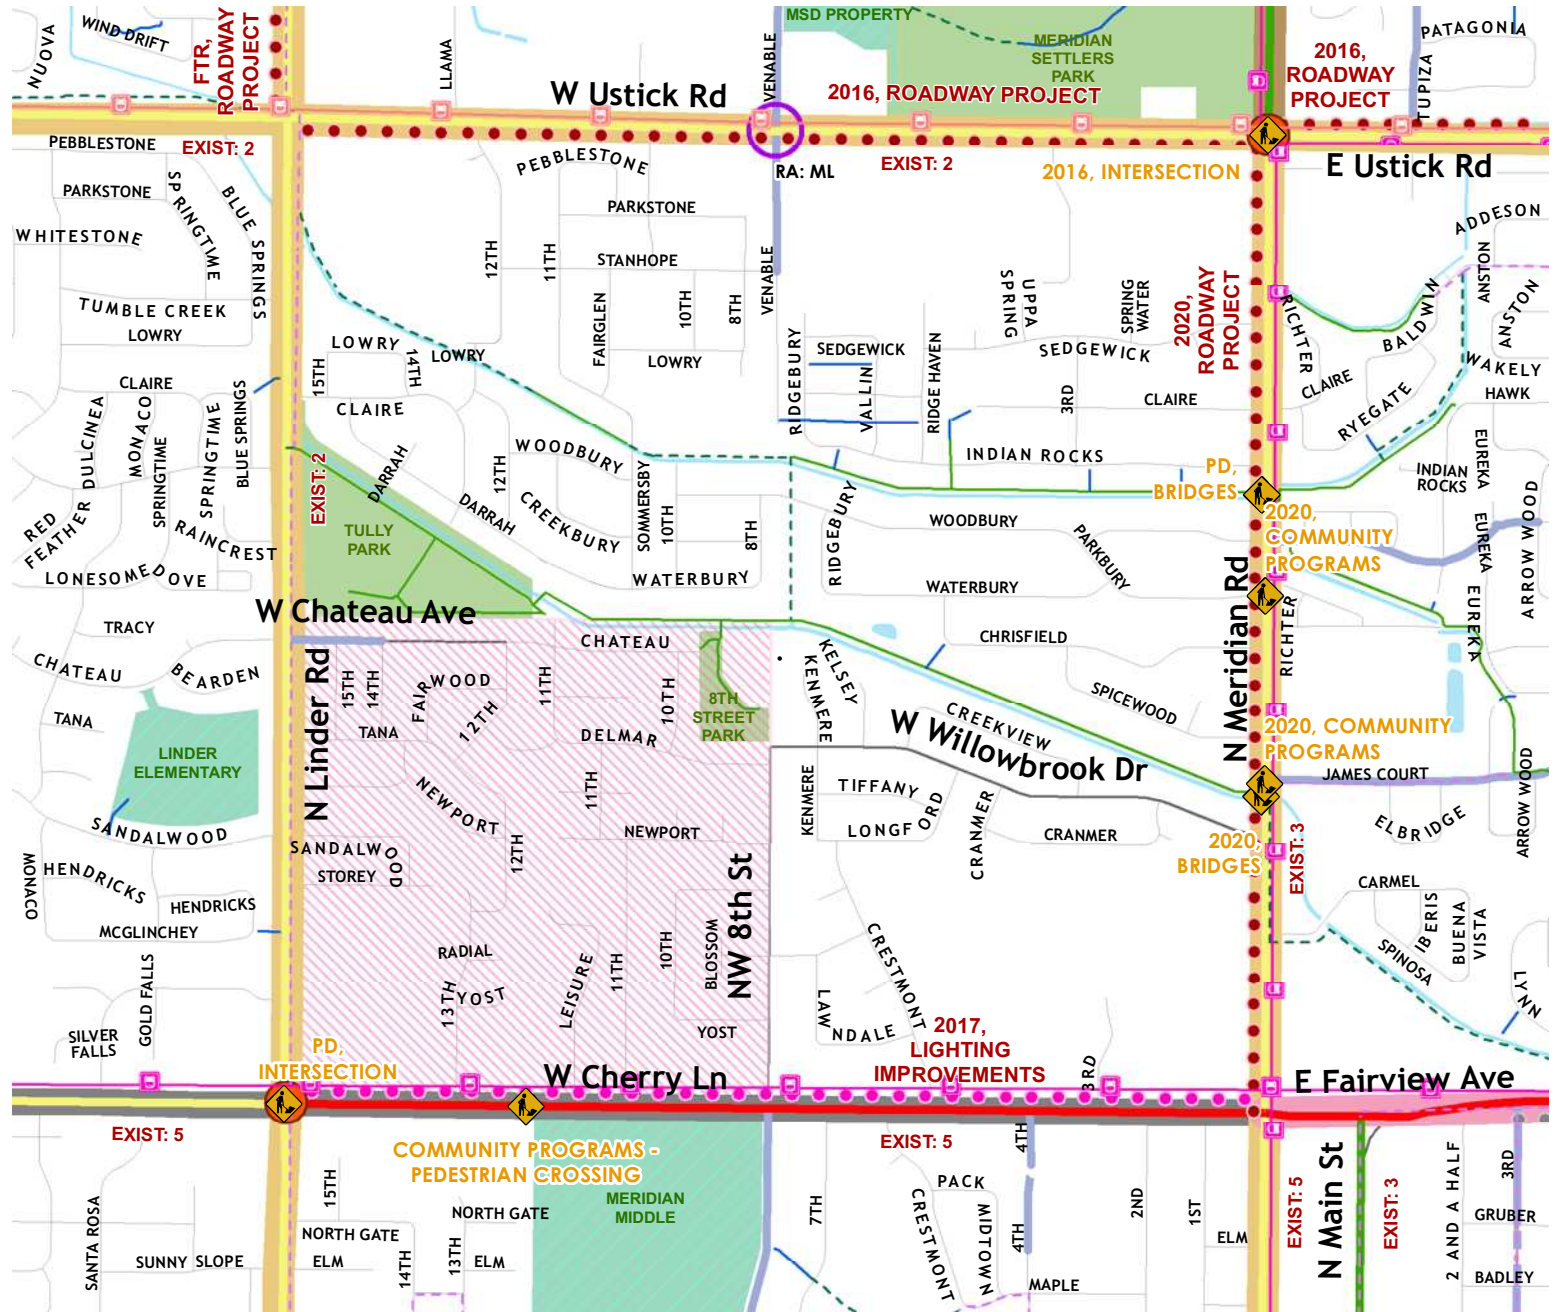 MSD PROPERTY
NUOVA
WIND DRIFT
FTR,
ROADWAY
PROJECT
LLAMA
W Ustick Rd
VENABLE
MERIDIAN
SETTLERS
PARK
2016, ROADWAY PROJECT
2016,
ROADWAY
PROJECT
TUPIZA
PATAGONIA
PEBBLESTONE
EXIST: 2
PEBBLESTONE
RA: ML
EXIST: 2
2016, INTERSECTION
E Ustick Rd
PARKSTONE
SPRINGTIME
BLUE SPRINGS
PARKSTONE
WHITESTONE
12TH
11TH
STANHOPE
VENABLE
ADDESON
ANSTON
ANSTON
TUMBLE CREEK
LOWRY
FAIRGLEN
10TH
8TH
SPRING
UPPA
SPRING
WATER
2020,
ROADWAY
PROJECT
RICHTER
BALDWIN
LOWRY
15TH
14TH
LOWRY
LOWRY
RIDGEBURY
SEDGEWICK
VALLIN
RIDGE HAVEN
SEDGEWICK
WAKELY
HAWK
CLAIRE
CLAIRE
3RD
CLAIRE
CLAIRE
RYEGATE
DULCINEA
MONACO
SPRINGTIME
SPRINGTIME
BLUE SPRINGS
EXIST: 2
DARRAH
12TH
WOODBURY
INDIAN ROCKS
PD,
BRIDGES
INDIAN
ROCKS
EUREKA
EUREKA
ARROW WOOD
RED
FEATHER
RAINCREST
TULLY
PARK
DARRAH
CREEKBURY
SOMMERSBY
10TH
8TH
RIDGEBURY
WOODBURY
PARKBURY
2020,
COMMUNITY
PROGRAMS
LONESOME DOVE
WATERBURY
WATERBURY
N Meridian Rd
RICHTER
EUREKA
W Chateau Ave
TRACY
CHATEAU
BEARDEN
CHATEAU
CHRISFIELD
N Linder Rd
15TH
14TH
FAIRWOOD
12TH
11TH
10TH
KELSEY
KENMERE
SPICEWOOD
8TH
STREET
PARK
TANA
TANA
DELMAR
CREEKVIEW
W Willowbrook Dr
2020, COMMUNITY
PROGRAMS
LINDER
ELEMENTARY
NEWPORT
11TH
KENMERE
TIFFANY
LONGFORD
CRANMER
CRANMER
JAMES COURT
ELBRIDGE
ARROW WOOD
SANDALWOOD
SANDALWOOD
STOREY
12TH
NEWPORT
2020,
BRIDGES
EXIST: 3
MONACO
HENDRICKS
HENDRICKS
MCGLINCHEY
NW 8th St
CARMEL
IBERIS
BUENA
VISTA
SPINOSA
LYNN
RADIAL
13TH
YOST
LEISURE
11TH
10TH
BLOSSOM
YOST
CRESTMONT
LAWNDALE
GOLD FALLS
SILVER
FALLS
PD,
INTERSECTION
W Cherry Ln
2017,
LIGHTING
IMPROVEMENTS
3RD
E Fairview Ave
EXIST: 5
COMMUNITY PROGRAMS -
PEDESTRIAN CROSSING
EXIST: 5
4TH
N Main St
SANTA ROSA
15TH
NORTH GATE
NORTH GATE
MERIDIAN
MIDDLE
7TH
CRESTMONT
PACK
MIDTOWN
4TH
2ND
1ST
EXIST: 5
EXIST: 3
2 AND A HALF
3RD
GRUBER
SUNNY SLOPE
ELM
14TH
13TH
ELM
ELM
MAPLE
BADLEY